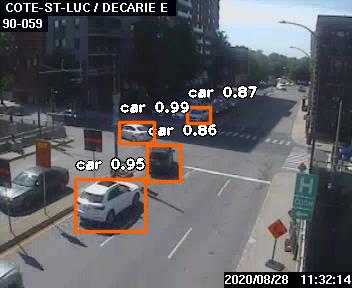 COTE-ST-LUC / DECARIE E
90-059
car 0.87
car 0.99
car 0.86
car 0.95
H
CUSM
2020/08/28 11:32:14